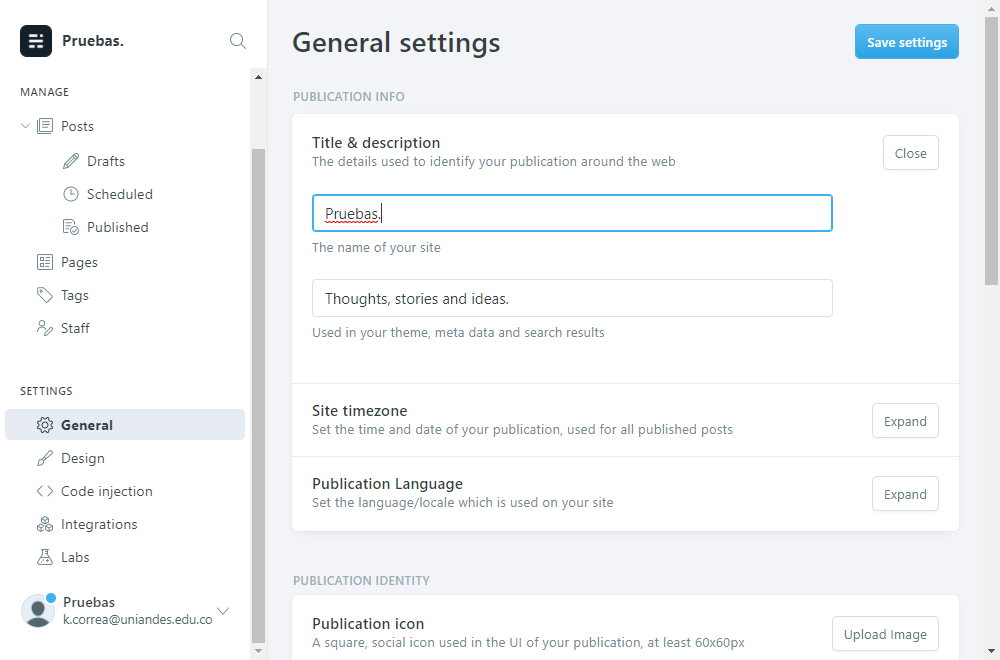 Pruebas.
MANAGE
Posts
Drafts
Scheduled
Published
Pages
Tags
Staff
SETTINGS
General
Design
Code injection
Integrations
Labs
Pruebas
k.correa@uniandes.edu.co
General settings
Save settings
PUBLICATION INFO
Title & description
The details used to identify your publication around the web
Close
Pruebas.
The name of your site
Thoughts, stories and ideas.
Used in your theme, meta data and search results
Site timezone
Set the time and date of your publication, used for all published posts
Expand
Publication Language
Set the language/locale which is used on your site
Expand
PUBLICATION IDENTITY
Publication icon
A square, social icon used in the UI of your publication, at least 60x60px
Upload Image